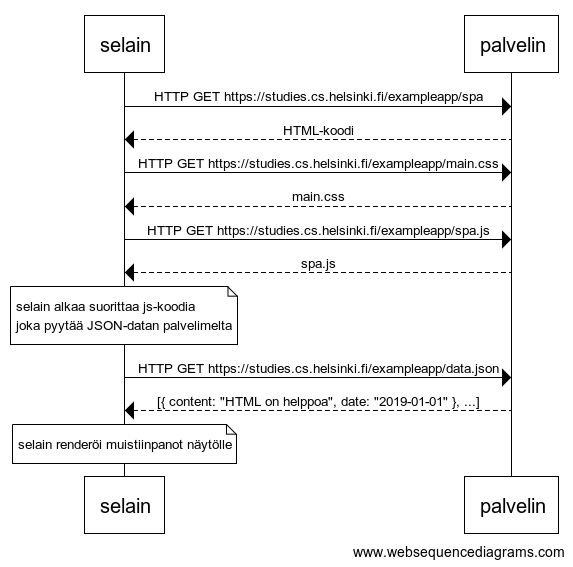 selain palvelin
HTTP GET https://studies.cs.helsinki.fi/exampleapp/spa
HTML-koodi
HTTP GET https://studies.cs.helsinki.fi/exampleapp/main.css
main.css
HTTP GET https://studies.cs.helsinki.fi/exampleapp/spa.js
spa.js
selain alkaa suorittaa js-koodia
joka pyytää JSON-datan palvelimelta
HTTP GET https://studies.cs.helsinki.fi/exampleapp/data.json
[{ content: "HTML on helppoa", date: "2019-01-01" }, ...]
selain renderöi muistiinpanot näytölle
selain palvelin
www.websequencediagrams.com